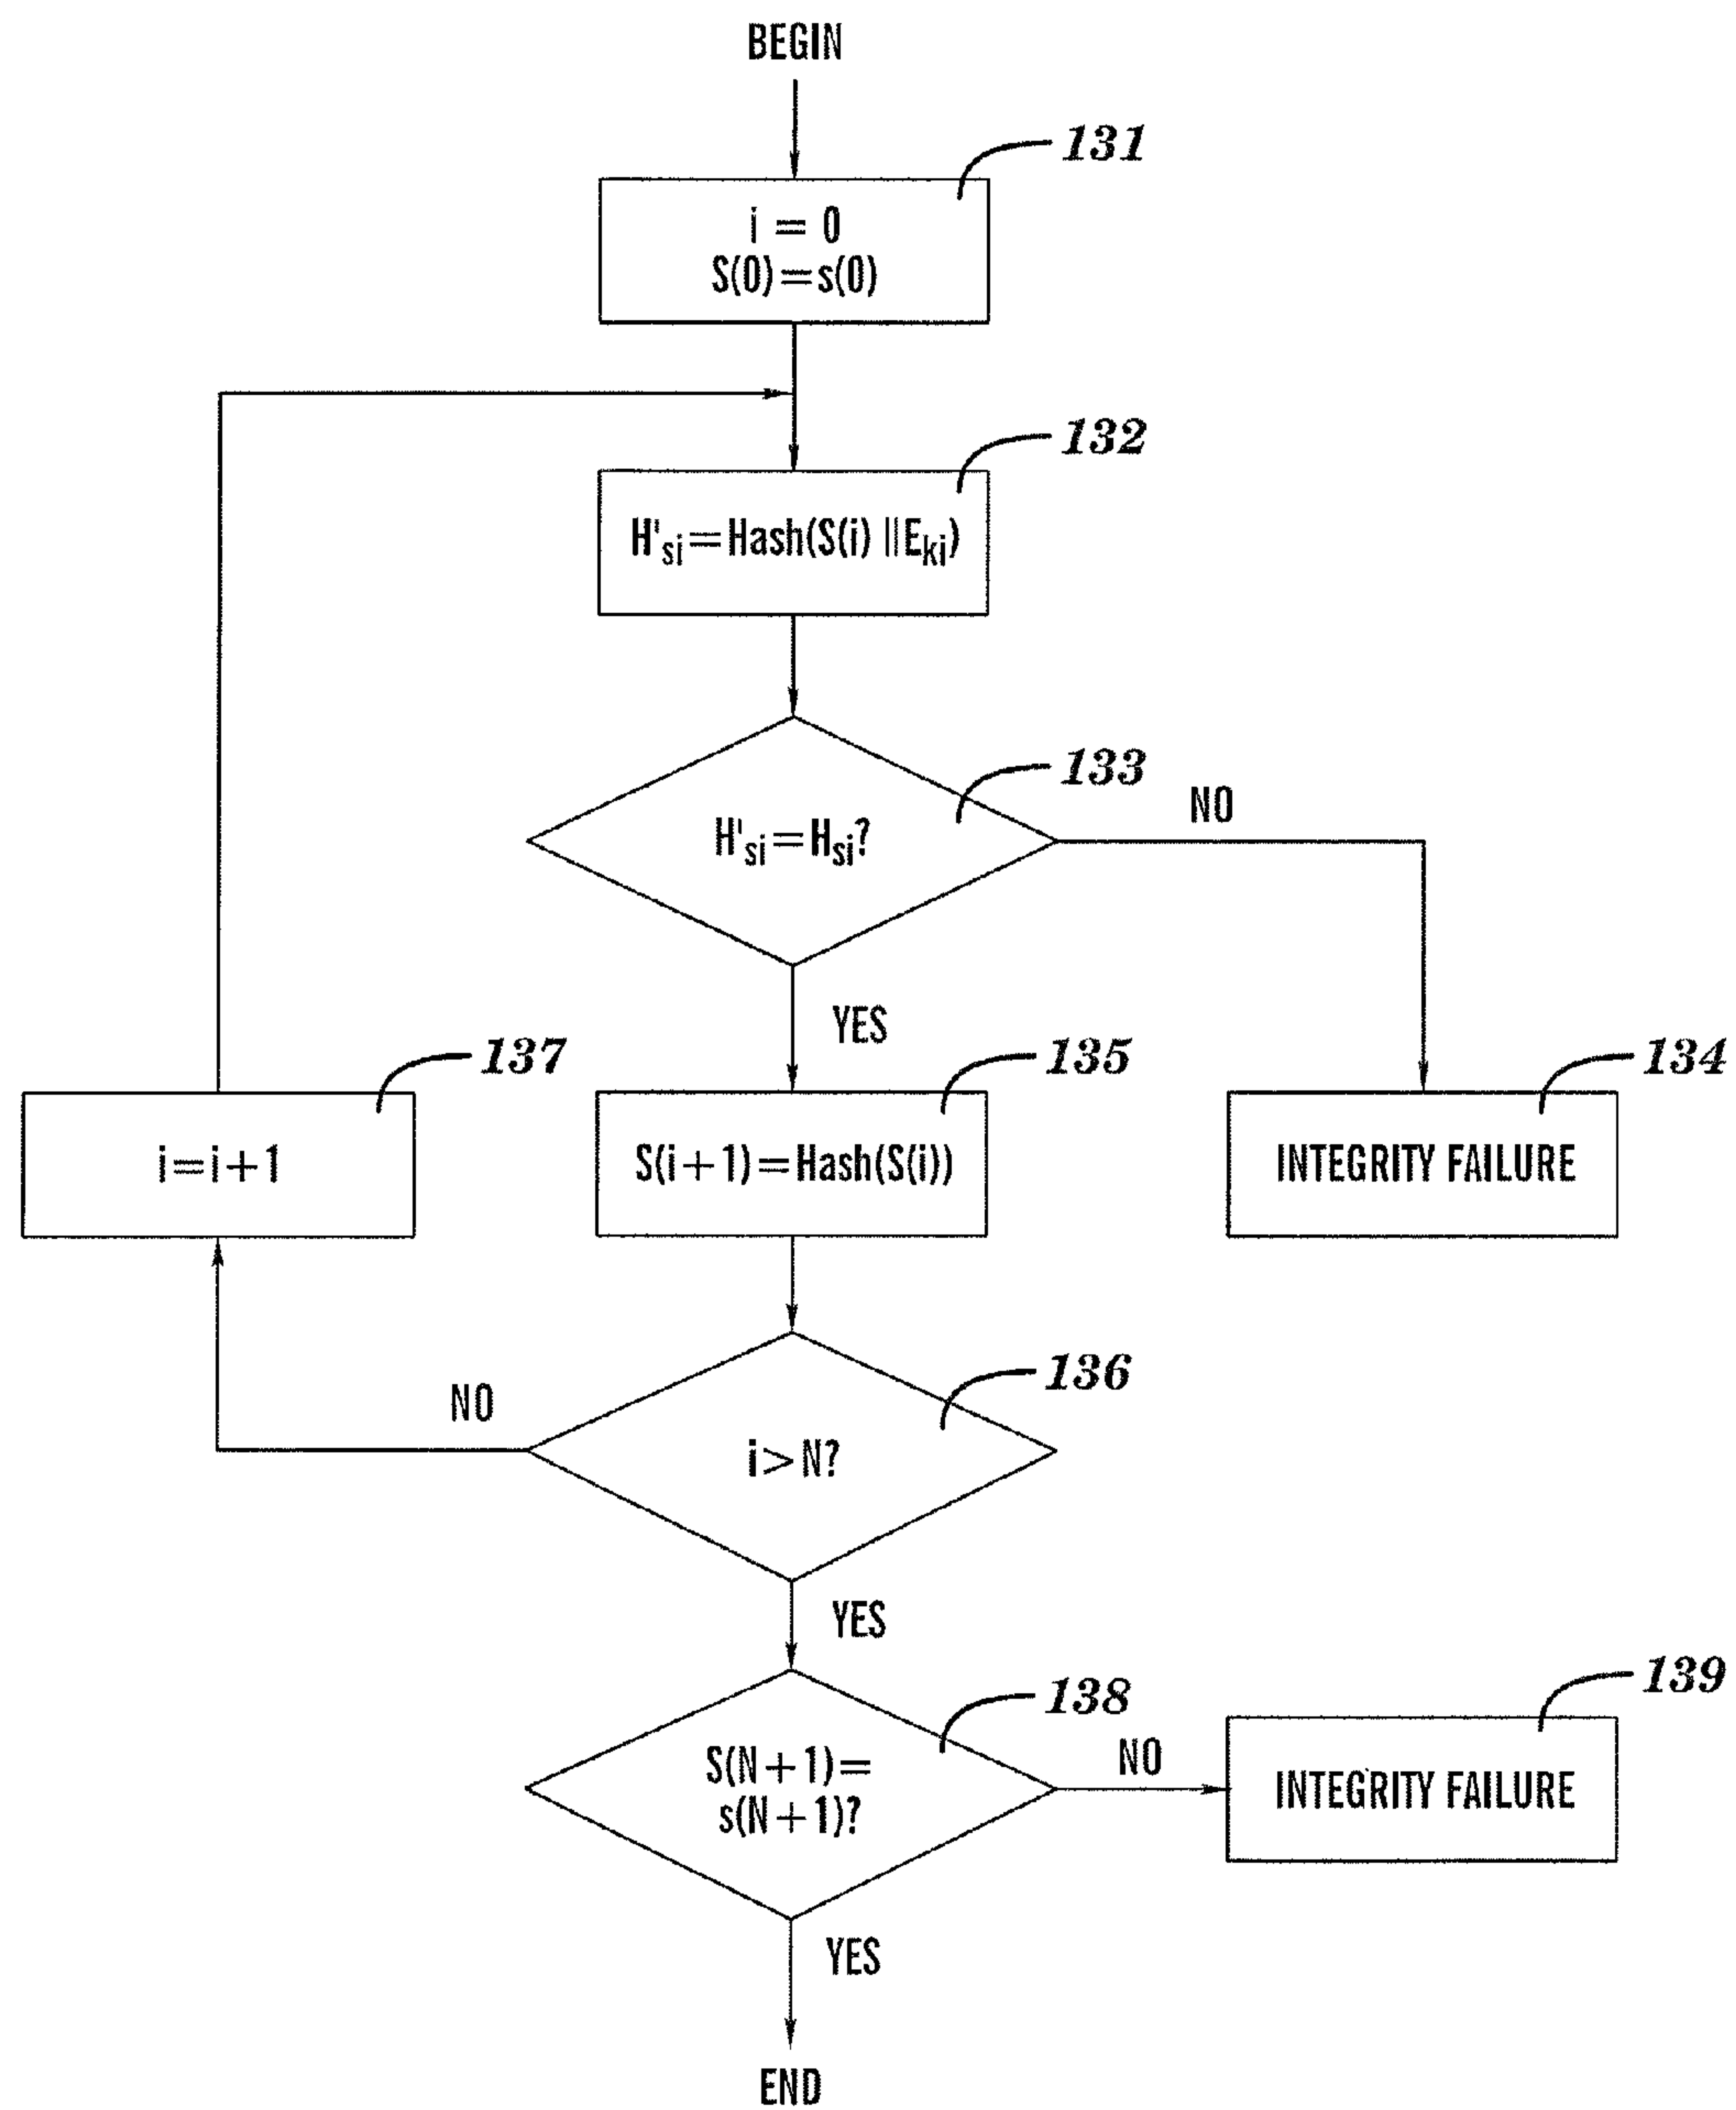 BEGIN
131
i = 0
S(0)=s(0)
132
H'si=Hash(S(i) ||Eki)
133
H'si=Hsi?
NO
YES
137
135
134
i=i+1
S(i+1)=Hash(S(i))
INTEGRITY FAILURE
136
NO
i>N?
YES
138
139
S(N+1)=
s(N+1)?
NO
INTEGRITY FAILURE
YES
END